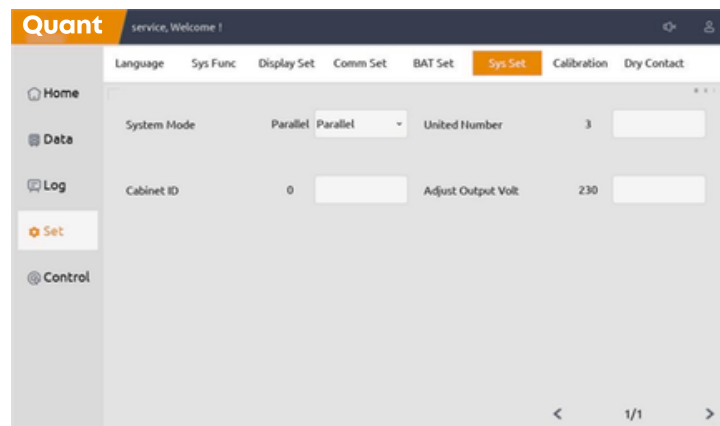 Quant
service, Welcome !
Language Sys Func Display Set Comm Set BAT Set Sys Set Calibration Dry Contact
Home
Data
Log
Set
Control
System Mode Parallel Parallel United Number 3
Cabinet ID 0 Adjust Output Volt 230
1/1